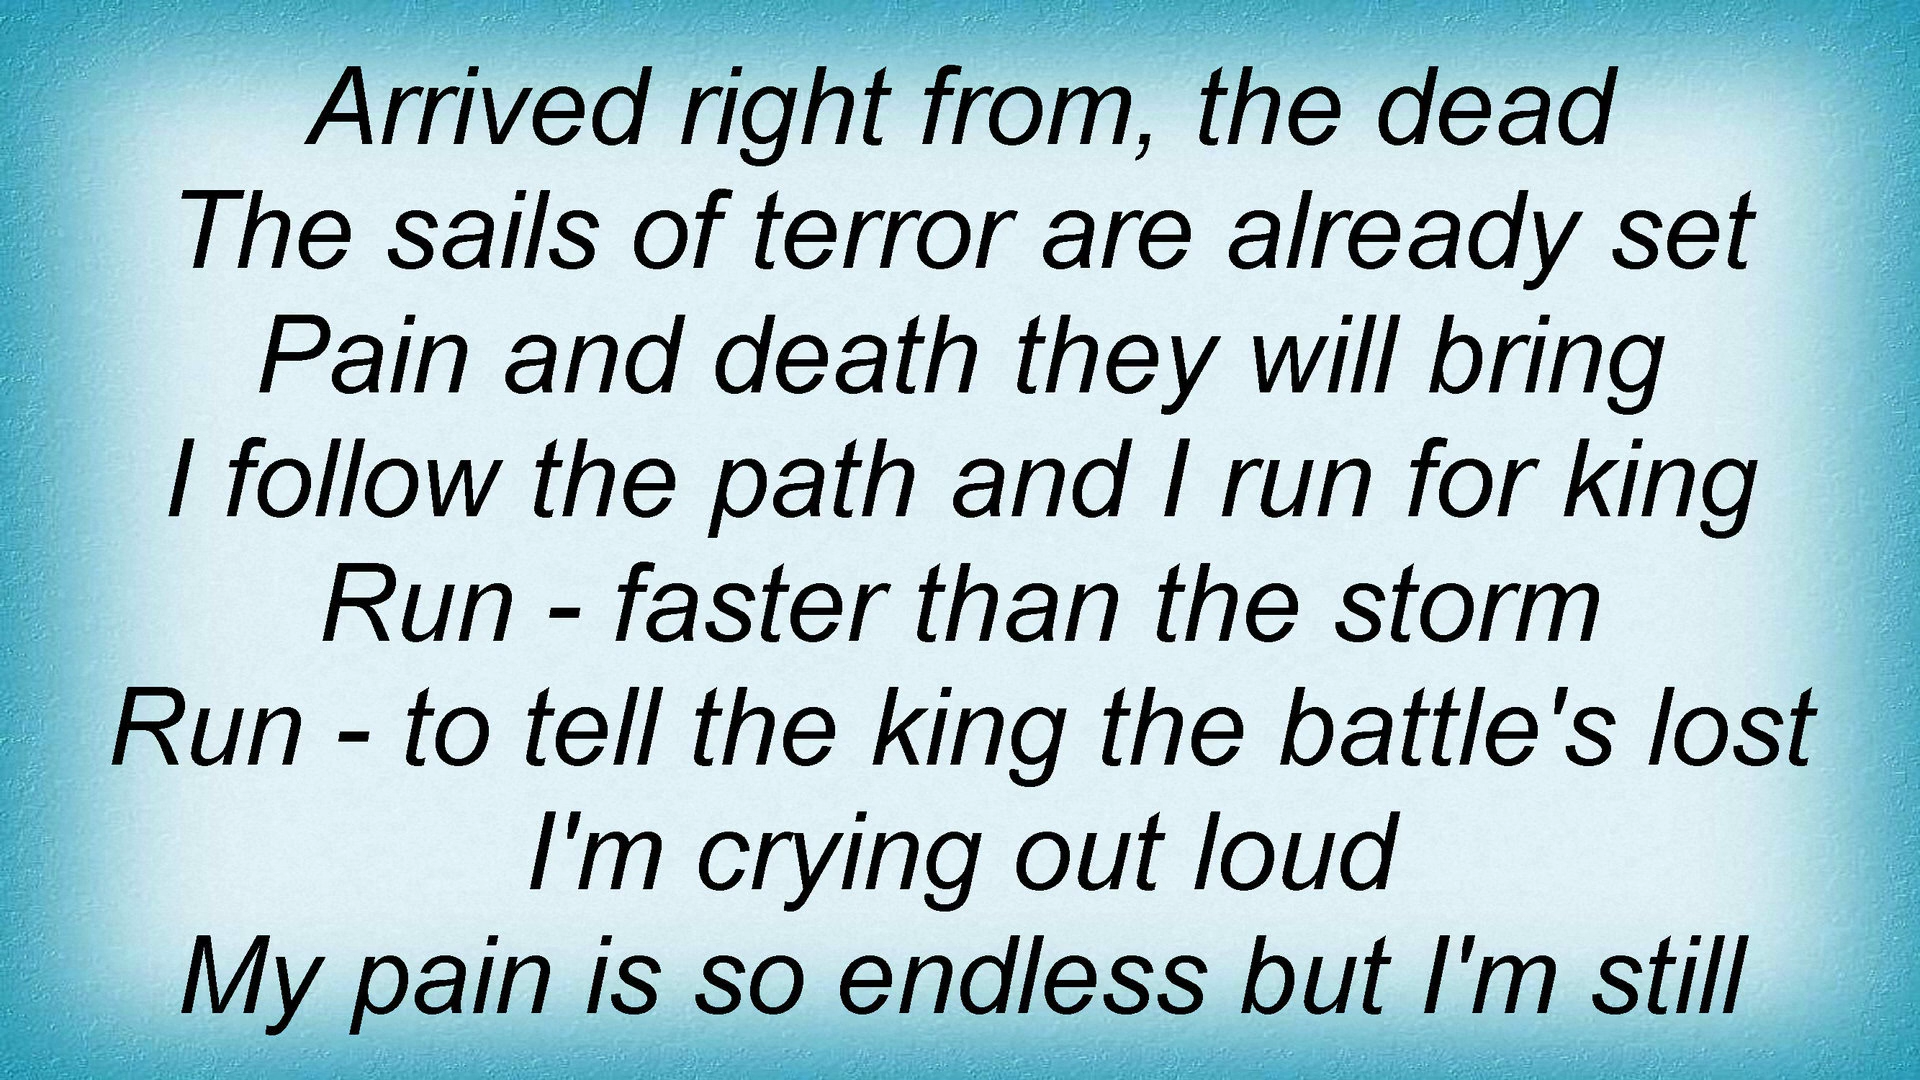 Arrived right from, the dead
The sails of terror are already set
Pain and death they will bring
I follow the path and I run for king
Run - faster than the storm
Run - to tell the king the battle's lost
I'm crying out loud
My pain is so endless but I'm still